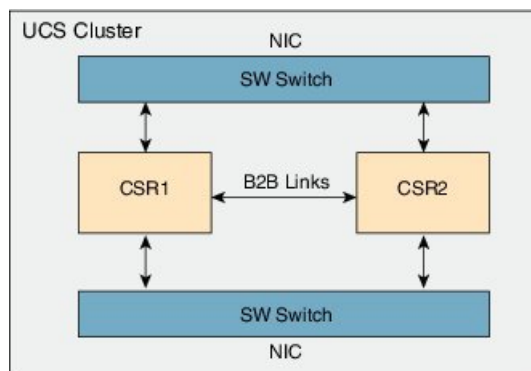 UCS Cluster
NIC
SW Switch
CSR1
B2B Links
CSR2
SW Switch
NIC